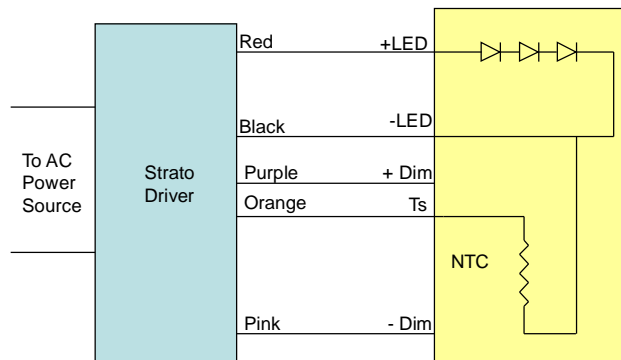 Red
+LED
Black
-LED
To AC
Power
Source
Strato
Driver
Purple
+ Dim
Orange
Ts
NTC
Pink
- Dim